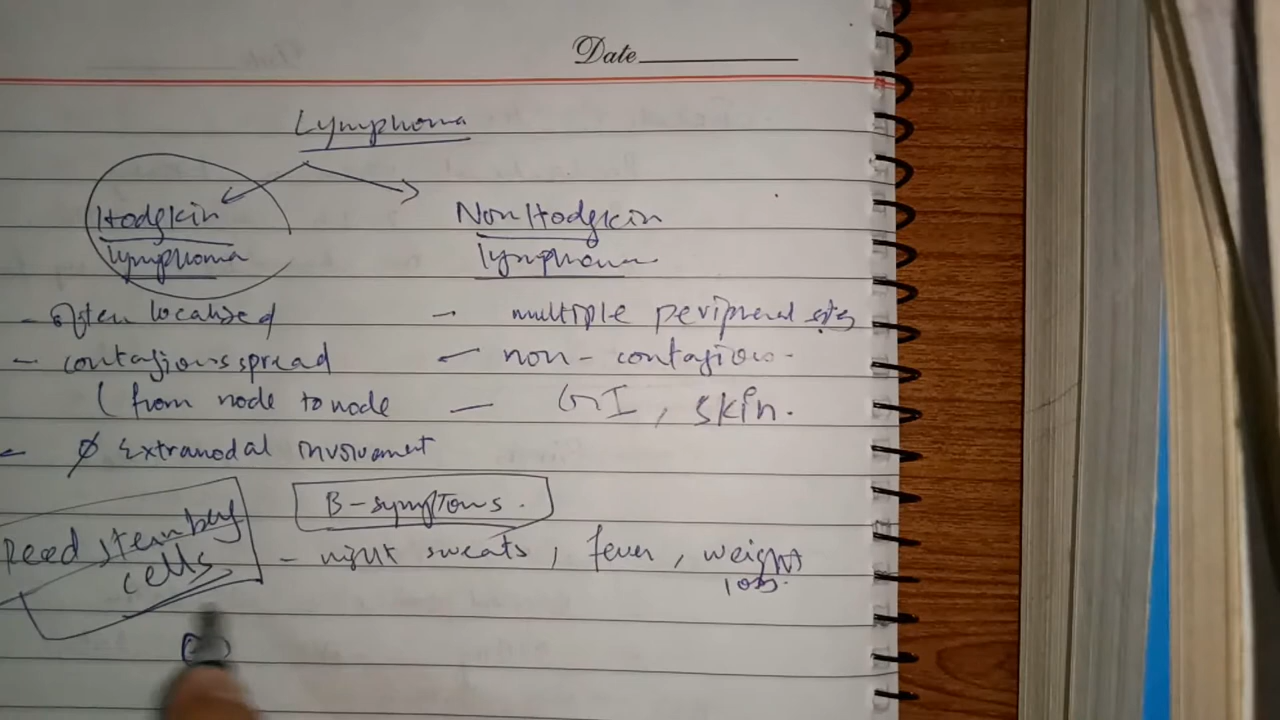 Date
Lymphoma
Hodgkin Lymphoma
Non Hodgkin lymphoma
- Often localised
- multiple peripheral sites
- contagious spread
- non-contagious
( from node to node
- GI, skin.
- ∅ Extranodal involvment
B-symptoms.
Reed sternberg cells
- night sweats, fever, weight loss.